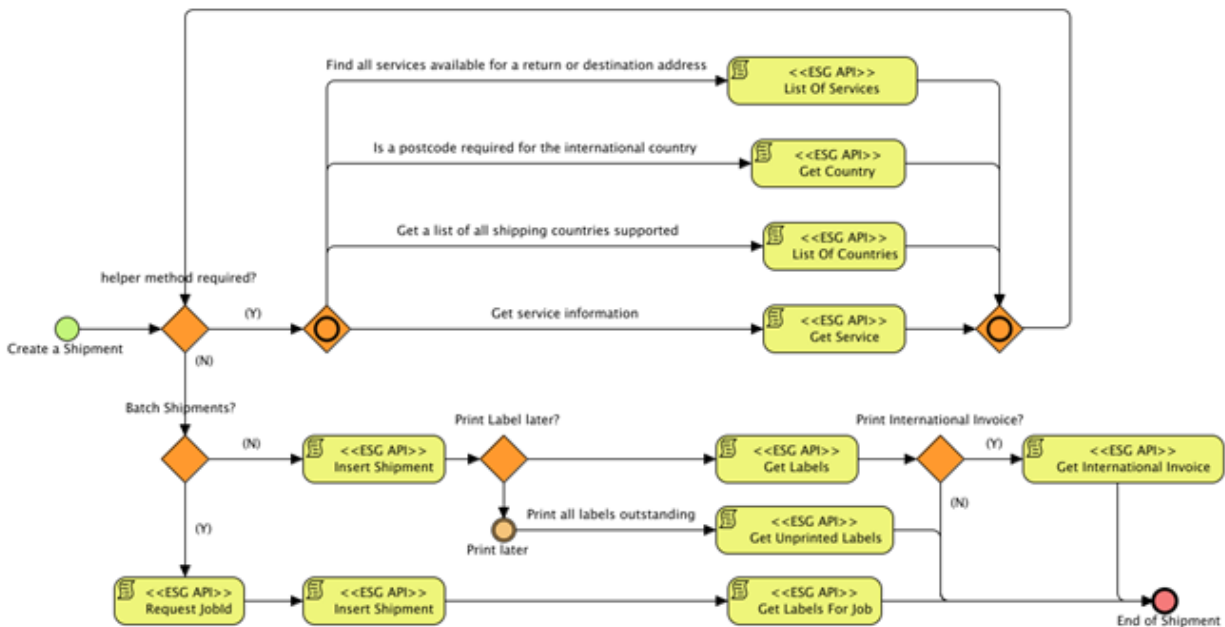 Find all services available for a return or destination address
<<ESG API>>
List Of Services
Is a postcode required for the international country
<<ESG API>>
Get Country
Get a list of all shipping countries supported
<<ESG API>>
List Of Countries
helper method required?
(Y)
Get service information
<<ESG API>>
Get Service
Create a Shipment
(N)
Batch Shipments?
Print Label later?
Print International Invoice?
(N)
<<ESG API>>
Insert Shipment
<<ESG API>>
Get Labels
(Y)
<<ESG API>>
Get International Invoice
(N)
(Y)
Print later
Print all labels outstanding
<<ESG API>>
Get Unprinted Labels
<<ESG API>>
Request JobId
<<ESG API>>
Insert Shipment
<<ESG API>>
Get Labels For Job
End of Shipment